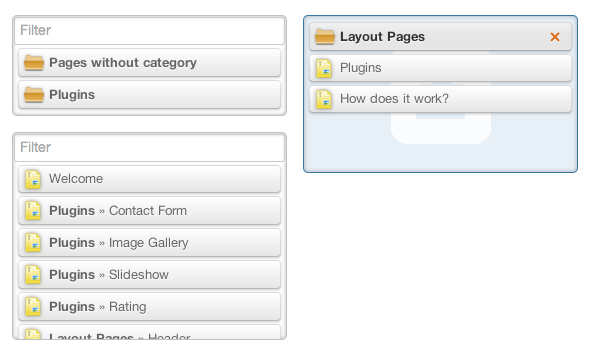 Filter
Pages without category
Plugins
Filter
Welcome
Plugins » Contact Form
Plugins » Image Gallery
Plugins » Slideshow
Plugins » Rating
Layout Pages » Header
Layout Pages
Plugins
How does it work?